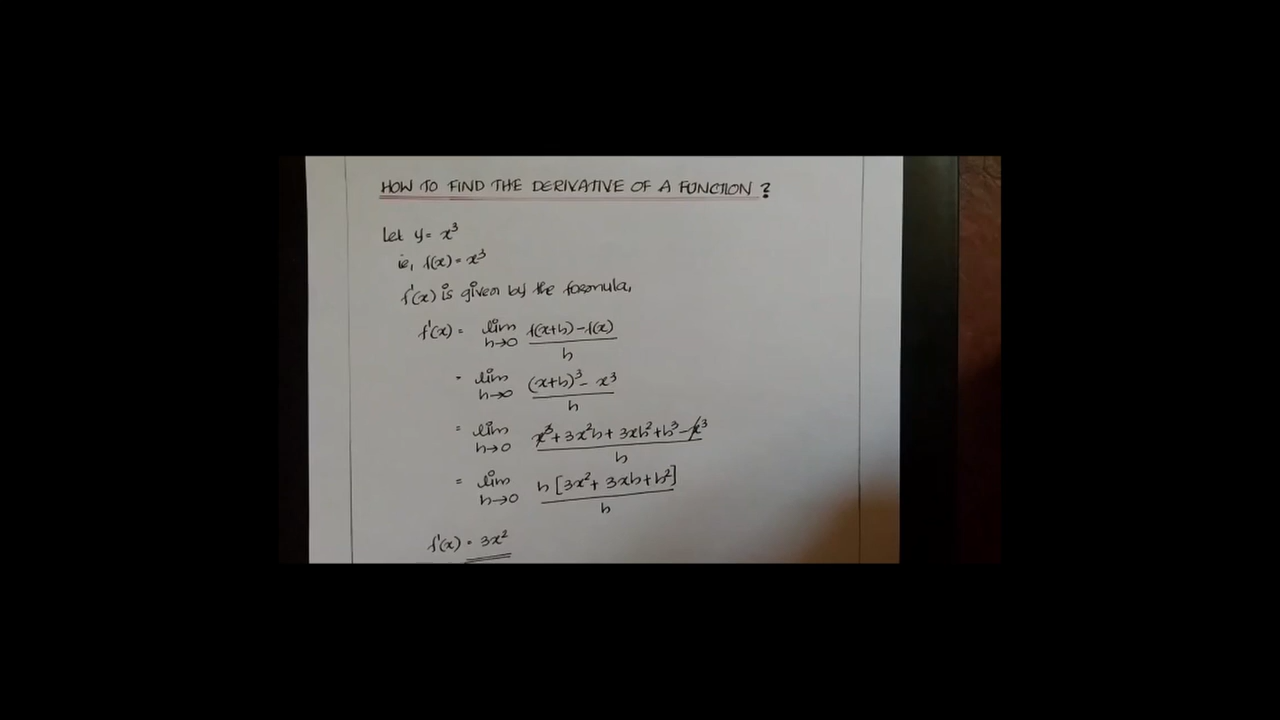 HOW TO FIND THE DERIVATIVE OF A FUNCTION ?
Let y = x³
ie, f(x) = x³
f'(x) is given by the formula,
f'(x) = lim h→0 f(x+h) - f(x) / h
= lim h→0 (x+h)³ - x³ / h
= lim h→0 x³ + 3x²h + 3xh² + h³ - x³ / h
= lim h→0 h [3x² + 3xh + h²] / h
f'(x) = 3x²